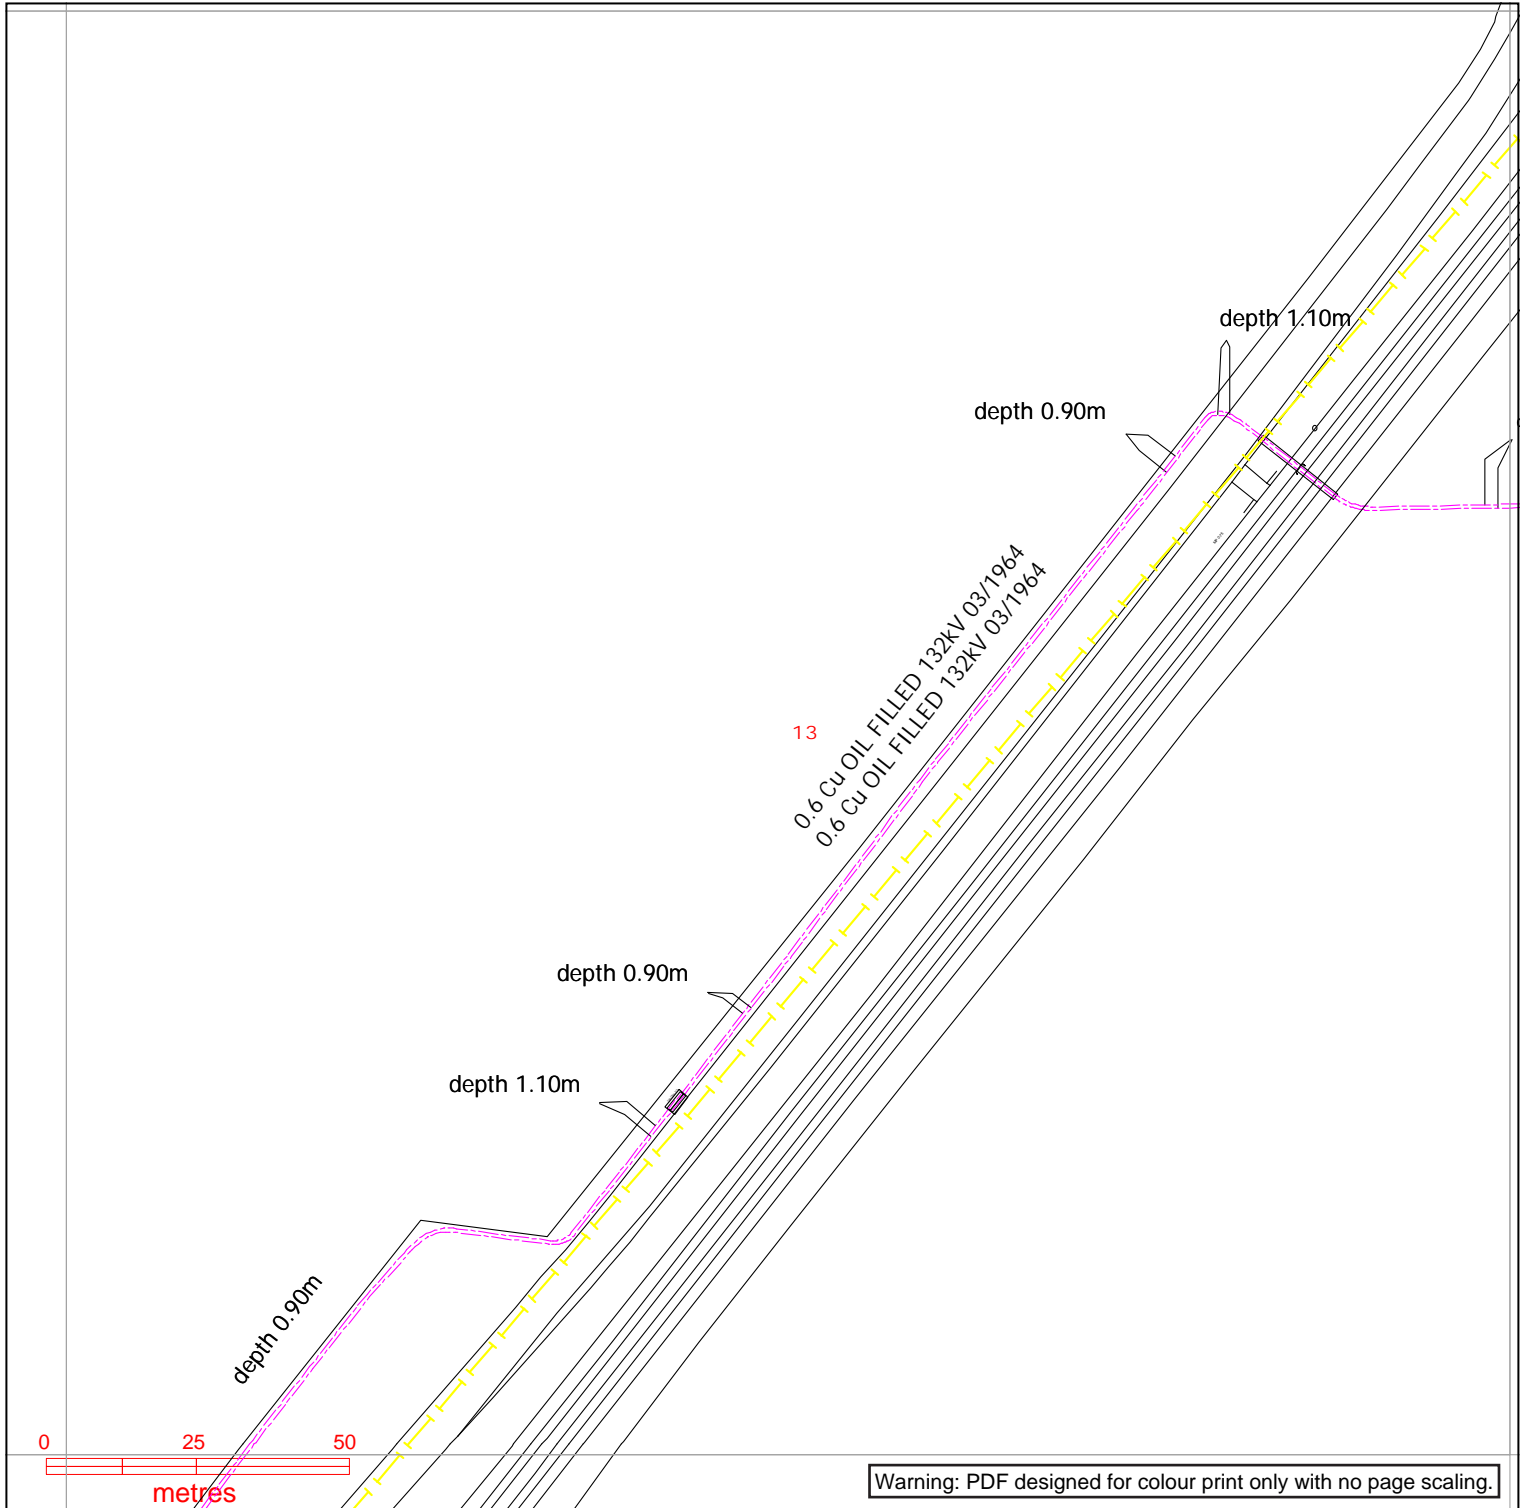 depth 1.10m
depth 0.90m
0.6 Cu OIL FILLED 132kV 03/1964
0.6 Cu OIL FILLED 132kV 03/1964
13
depth 0.90m
depth 1.10m
depth 0.90m
0 25 50
metres
Warning: PDF designed for colour print only with no page scaling.